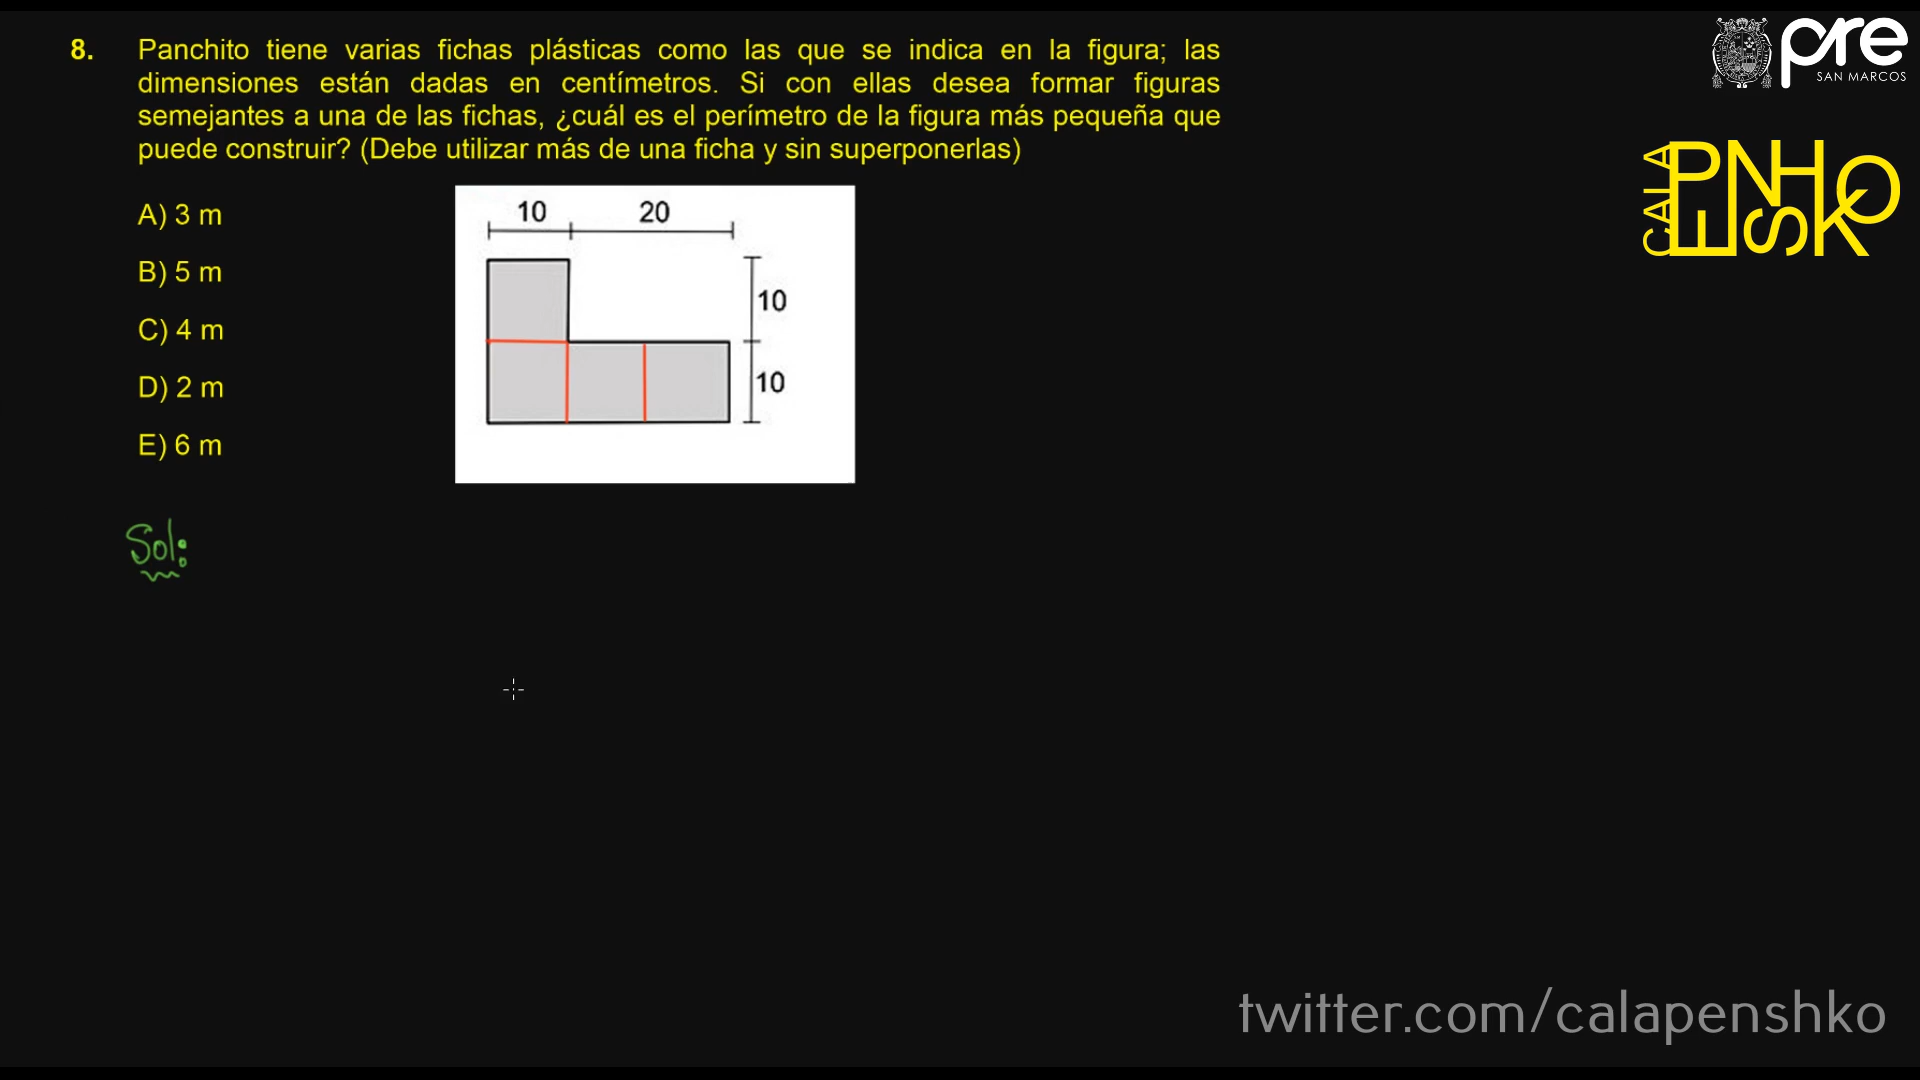 pre
SAN MARCOS
8. Panchito tiene varias fichas plásticas como las que se indica en la figura; las
dimensiones están dadas en centímetros. Si con ellas desea formar figuras
semejantes a una de las fichas, ¿cuál es el perímetro de la figura más pequeña que
puede construir? (Debe utilizar más de una ficha y sin superponerlas)
CALA
PENSHKO
A) 3 m
B) 5 m
C) 4 m
D) 2 m
E) 6 m
10 20
10
10
Sol:
twitter.com/calapenshko